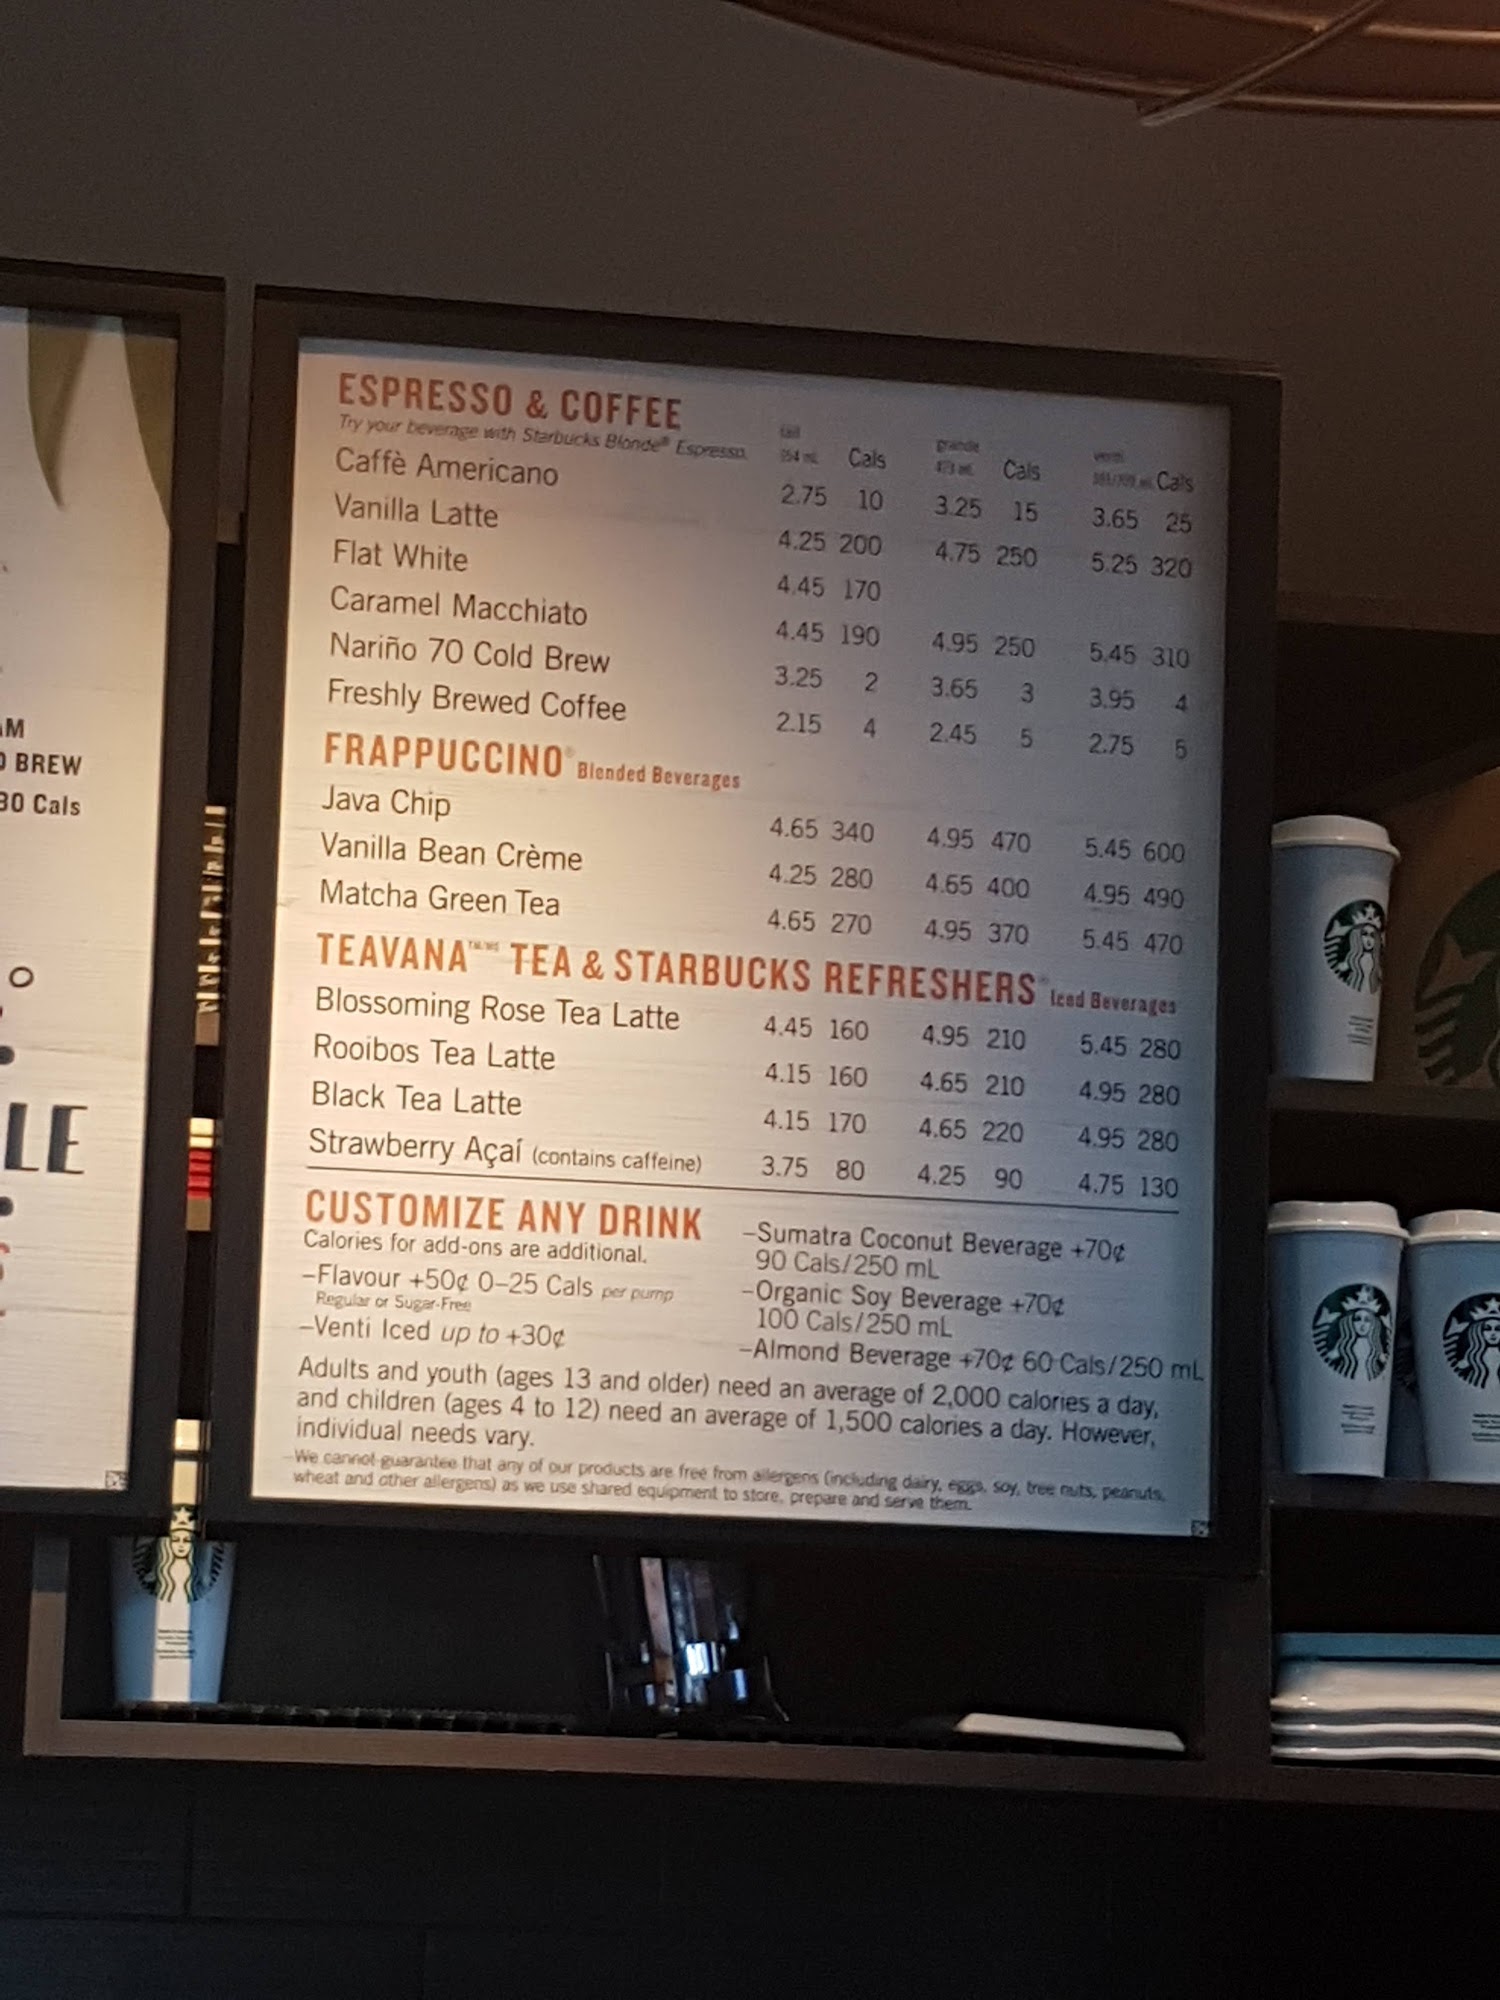 AM
D BREW
30 Cals
LE
ESPRESSO & COFFEE
Try your beverage with Starbucks Blonde® Espresso.
tall grande venti
354 mL Cals 473 mL Cals Cals
Caffè Americano 2.75 10 3.25 15 3.65 25
Vanilla Latte 4.25 200 4.75 250 5.25 320
Flat White 4.45 170
Caramel Macchiato 4.45 190 4.95 250 5.45 310
Nariño 70 Cold Brew 3.25 2 3.65 3 3.95 4
Freshly Brewed Coffee 2.15 4 2.45 5 2.75 5
FRAPPUCCINO® Blended Beverages
Java Chip 4.65 340 4.95 470 5.45 600
Vanilla Bean Crème 4.25 280 4.65 400 4.95 490
Matcha Green Tea 4.65 270 4.95 370 5.45 470
TEAVANA™/MC TEA & STARBUCKS REFRESHERS® Iced Beverages
Blossoming Rose Tea Latte 4.45 160 4.95 210 5.45 280
Rooibos Tea Latte 4.15 160 4.65 210 4.95 280
Black Tea Latte 4.15 170 4.65 220 4.95 280
Strawberry Açaí (contains caffeine) 3.75 80 4.25 90 4.75 130
CUSTOMIZE ANY DRINK
Calories for add-ons are additional.
–Flavour +50¢ 0–25 Cals per pump
Regular or Sugar-Free
–Venti Iced up to +30¢
–Sumatra Coconut Beverage +70¢
90 Cals/250 mL
–Organic Soy Beverage +70¢
100 Cals/250 mL
–Almond Beverage +70¢ 60 Cals/250 mL
Adults and youth (ages 13 and older) need an average of 2,000 calories a day,
and children (ages 4 to 12) need an average of 1,500 calories a day. However,
individual needs vary.
We cannot guarantee that any of our products are free from allergens (including dairy, eggs, soy, tree nuts, peanuts,
wheat and other allergens) as we use shared equipment to store, prepare and serve them.